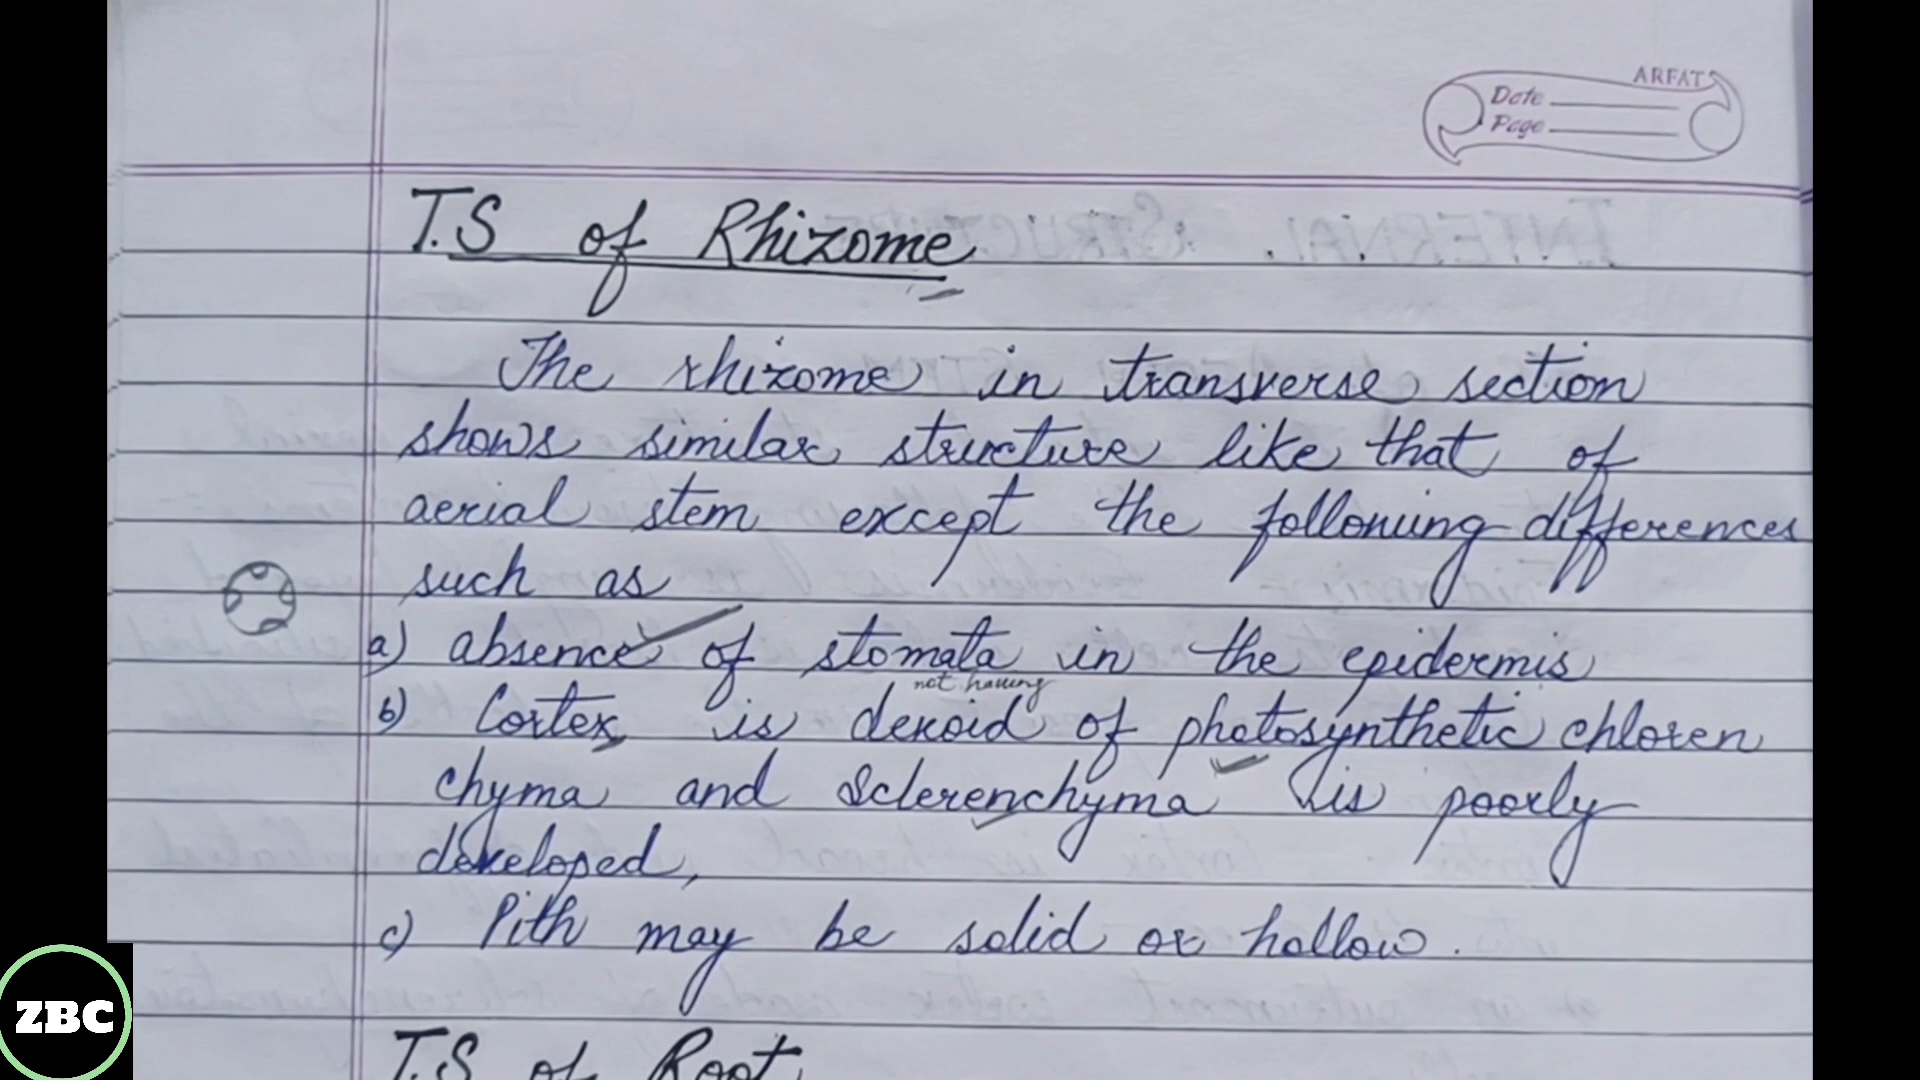 ARFAT
Date
Page
T.S of Rhizome
The rhizome in transverse section
shows similar structure like that of
aerial stem except the following differences
such as
a) absence of stomata in the epidermis
not having
b) Cortex is devoid of photosynthetic chloren
chyma and Sclerenchyma is poorly
developed,
c) Pith may be solid or hollow.
ZBC
T.S of Root